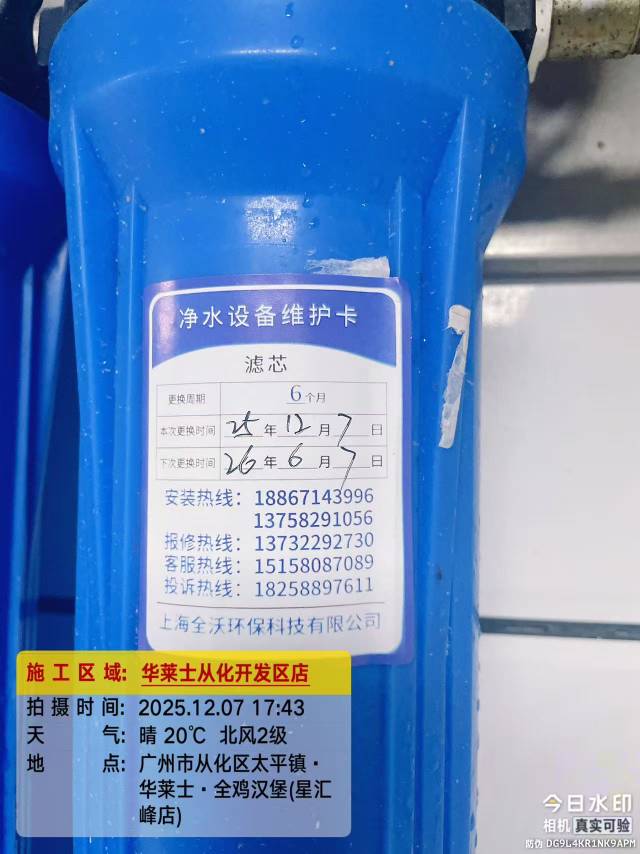 净水设备维护卡
滤芯
更换周期 6个月
本次更换时间 25年12月7日
下次更换时间 26年6月7日
安装热线：18867143996
13758291056
报修热线：13732292730
客服热线：15158087089
投诉热线：18258897611
上海全沃环保科技有限公司
施工区域：华莱士从化开发区店
拍摄时间：2025.12.07 17:43
天气：晴 20℃ 北风2级
地点：广州市从化区太平镇·
华莱士·全鸡汉堡(星汇
峰店)
今日水印
相机 真实可验
防伪 DG9L4KR1NK9APM